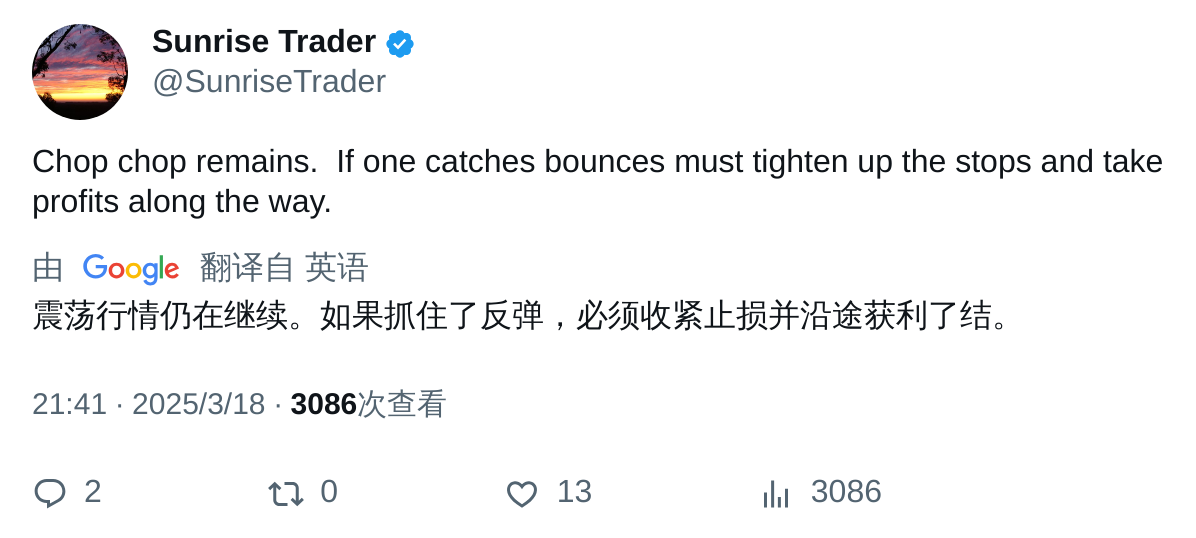 Sunrise Trader
@SunriseTrader
Chop chop remains.  If one catches bounces must tighten up the stops and take
profits along the way.
由 Google 翻译自 英语
震荡行情仍在继续。如果抓住了反弹，必须收紧止损并沿途获利了结。
21:41 · 2025/3/18 · 3086次查看
2 0 13 3086